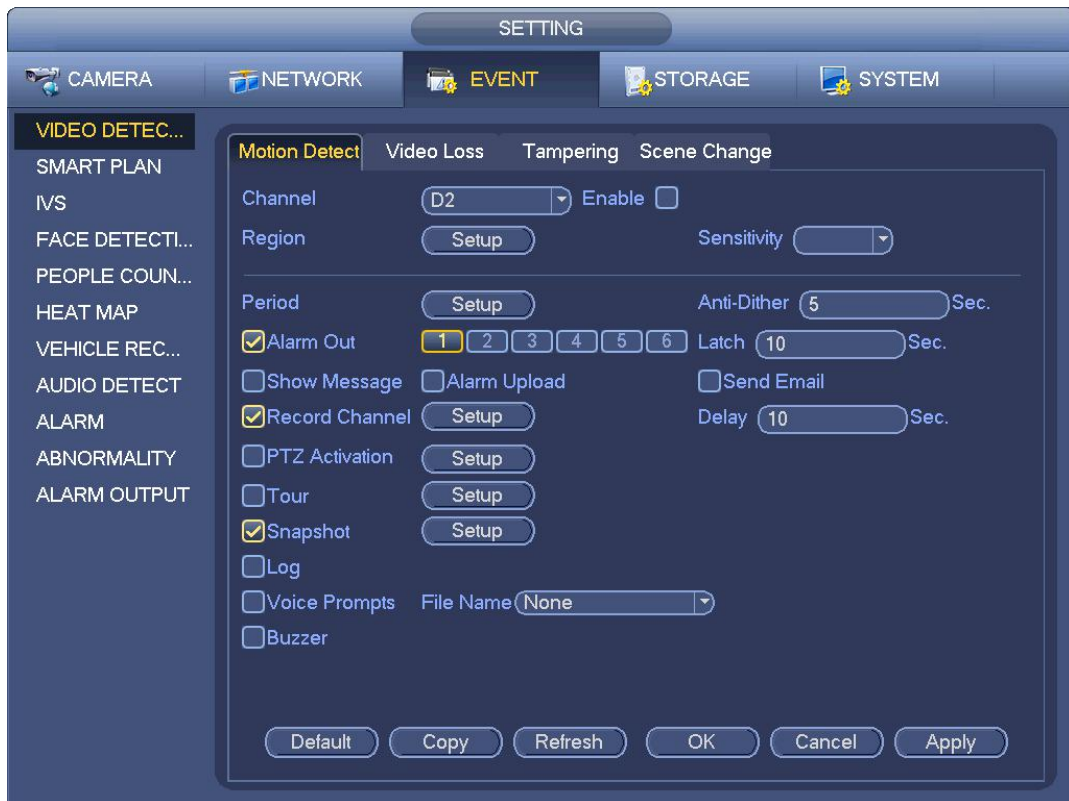 SETTING
CAMERA NETWORK EVENT STORAGE SYSTEM
VIDEO DETEC...
SMART PLAN
IVS
FACE DETECTI...
PEOPLE COUN...
HEAT MAP
VEHICLE REC...
AUDIO DETECT
ALARM
ABNORMALITY
ALARM OUTPUT
Motion Detect Video Loss Tampering Scene Change
Channel D2 Enable
Region Setup Sensitivity
Period Setup Anti-Dither 5 Sec.
Alarm Out 1 2 3 4 5 6 Latch 10 Sec.
Show Message Alarm Upload Send Email
Record Channel Setup Delay 10 Sec.
PTZ Activation Setup
Tour Setup
Snapshot Setup
Log
Voice Prompts File Name None
Buzzer
Default Copy Refresh OK Cancel Apply